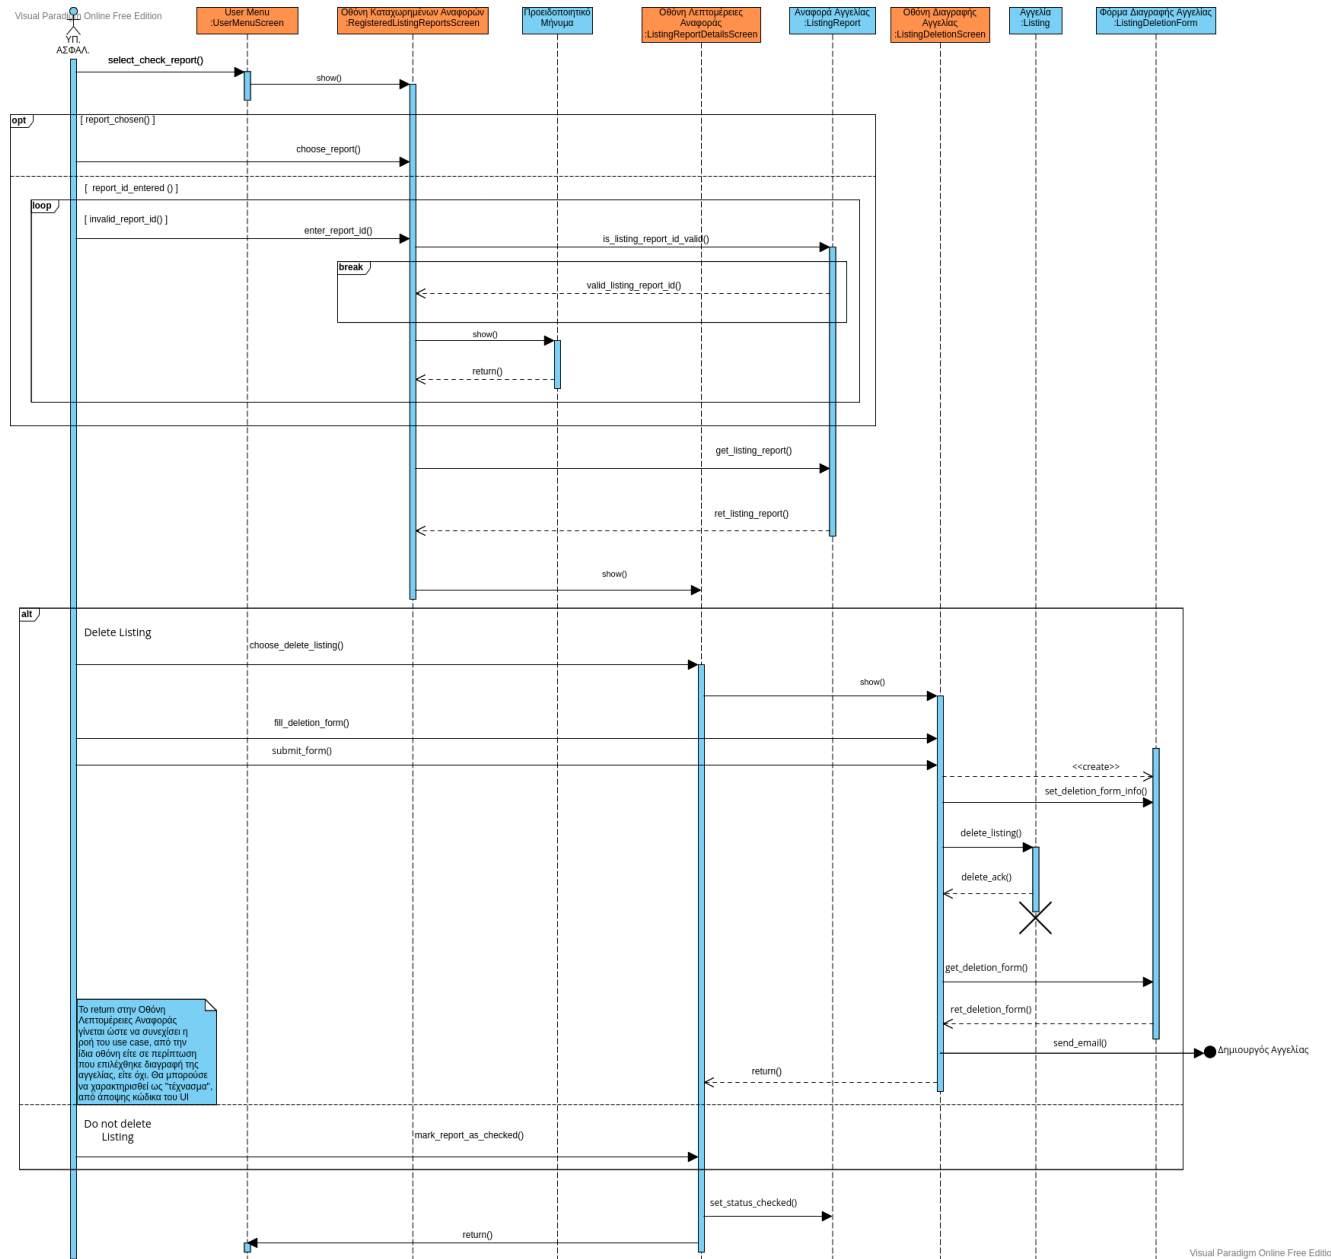 Visual Paradigm Online Free Edition
ΥΠ.
ΑΣΦΑΛ.
User Menu
:UserMenuScreen
Οθόνη Καταχωρημένων Αναφορών
:RegisteredListingReportsScreen
Προειδοποιητικό
Μήνυμα
Οθόνη Λεπτομέρειες
Αναφοράς
:ListingReportDetailsScreen
Αναφορά Αγγελίας
:ListingReport
Οθόνη Διαγραφής
Αγγελίας
:ListingDeletionScreen
Αγγελία
:Listing
Φόρμα Διαγραφής Αγγελίας
:ListingDeletionForm
select_check_report()
show()
opt
[ report_chosen() ]
choose_report()
[ report_id_entered () ]
loop
[ invalid_report_id() ]
enter_report_id()
is_listing_report_id_valid()
break
valid_listing_report_id()
show()
return()
get_listing_report()
ret_listing_report()
show()
alt
Delete Listing
choose_delete_listing()
show()
fill_deletion_form()
submit_form()
<<create>>
set_deletion_form_info()
delete_listing()
delete_ack()
get_deletion_form()
ret_deletion_form()
send_email()
Δημιουργός Αγγελίας
return()
Το return στην Οθόνη
Λεπτομέρειες Αναφοράς
γίνεται ώστε να συνεχίσει η
ροή του use case, από την
ίδια οθόνη είτε σε περίπτωση
που επιλέχθηκε διαγραφή της
αγγελίας, είτε όχι. Θα μπορούσε
να χαρακτηρισθεί ως "τέχνασμα",
από άποψης κώδικα του UI
Do not delete
Listing
mark_report_as_checked()
set_status_checked()
return()
Visual Paradigm Online Free Editio